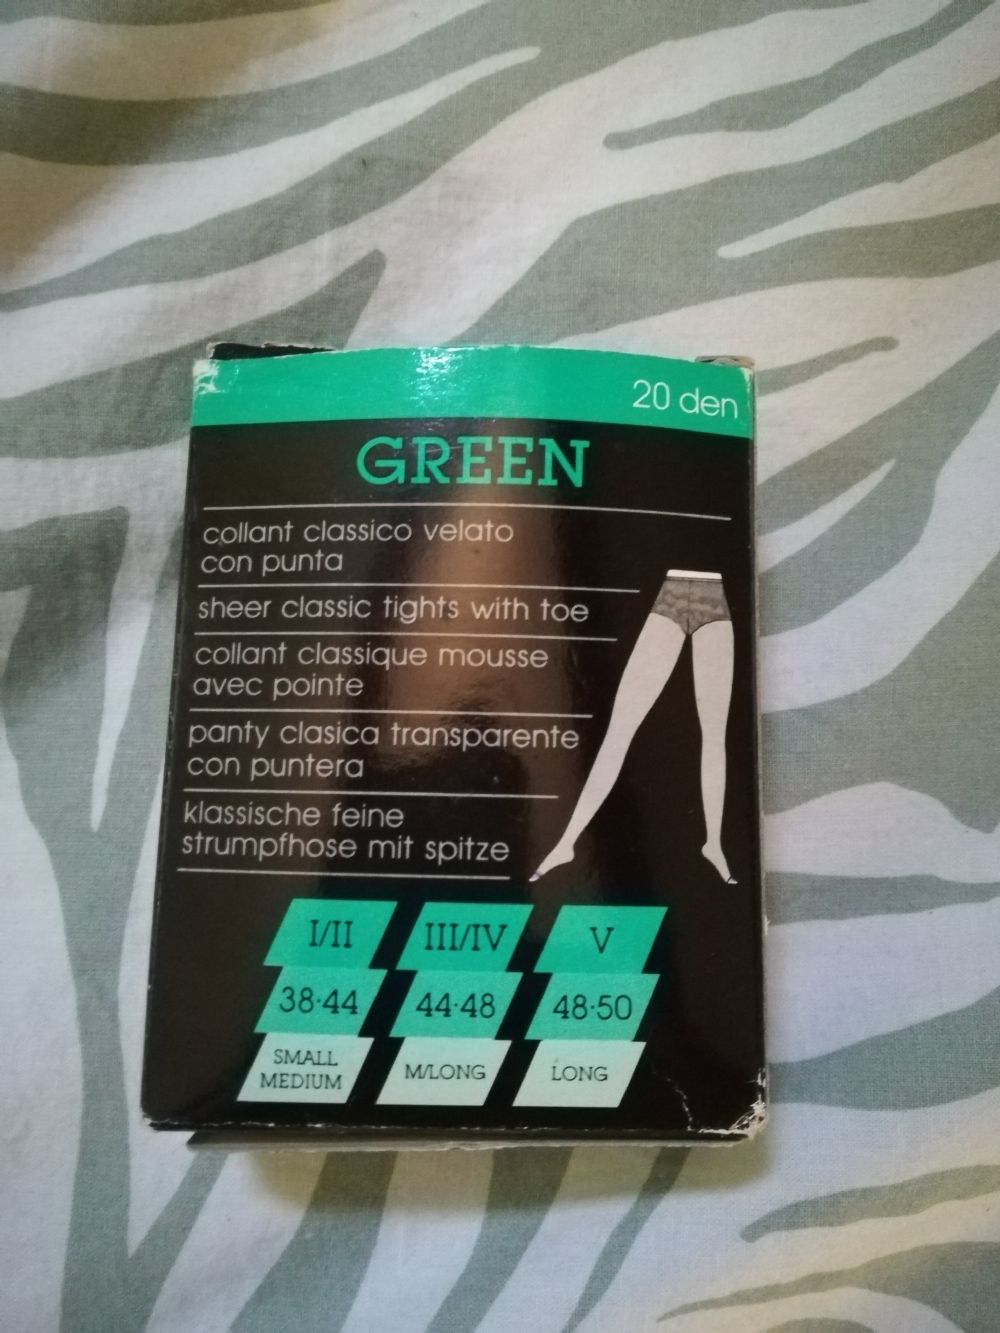 20 den
GREEN
collant classico velato
con punta
sheer classic tights with toe
collant classique mousse
avec pointe
panty clasica transparente
con puntera
klassische feine
strumpfhose mit spitze
I/II III/IV V
38·44 44·48 48·50
SMALL
MEDIUM M/LONG LONG